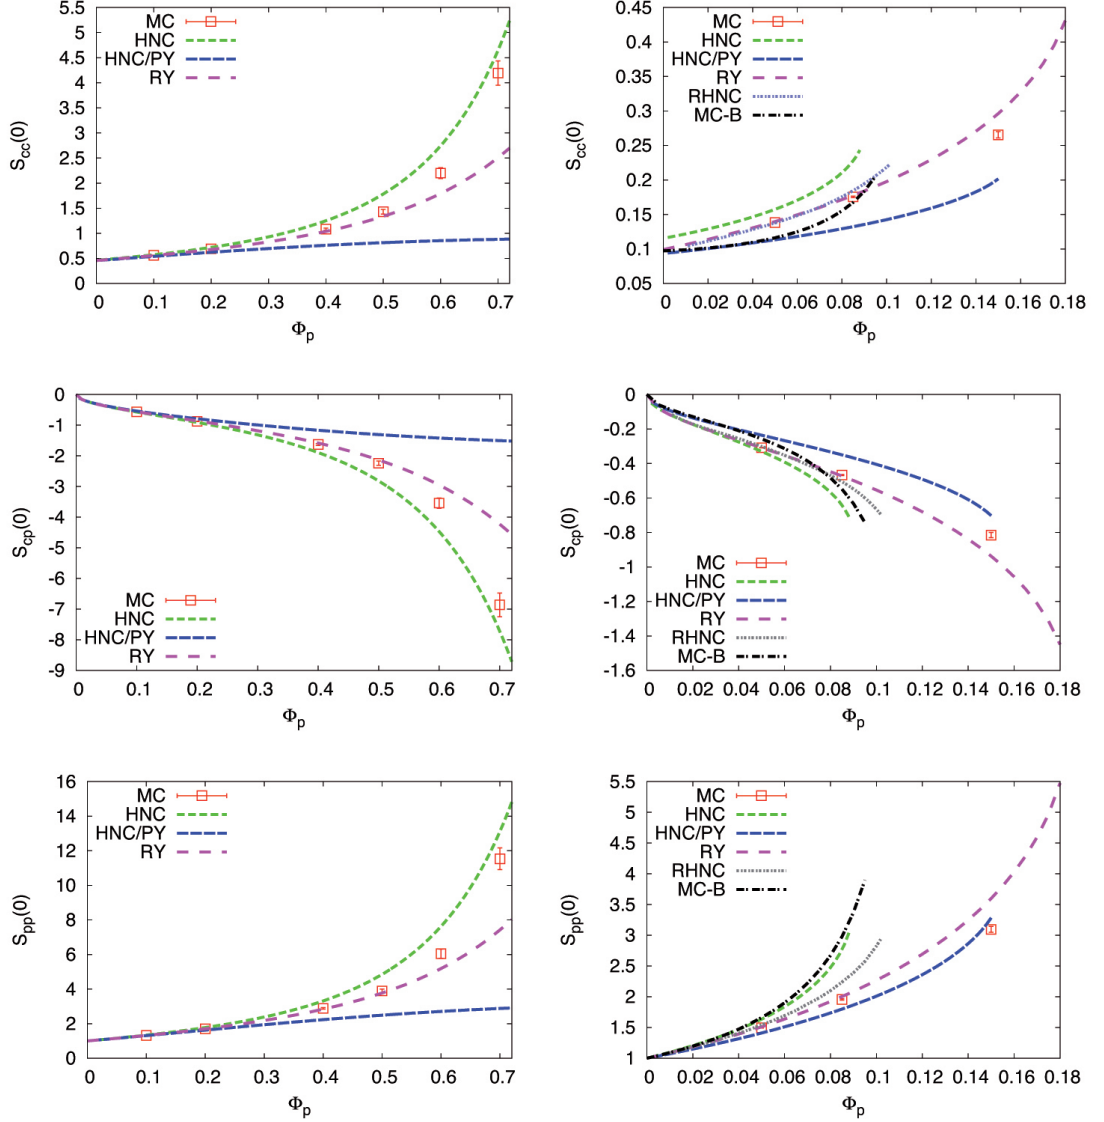 5.5
5
4.5
4
3.5
3
2.5
2
1.5
1
0.5
0
S_cc(0)
MC
HNC
HNC/PY
RY
0 0.1 0.2 0.3 0.4 0.5 0.6 0.7
Φ_p
0.45
0.4
0.35
0.3
0.25
0.2
0.15
0.1
0.05
S_cc(0)
MC
HNC
HNC/PY
RY
RHNC
MC-B
0 0.02 0.04 0.06 0.08 0.1 0.12 0.14 0.16 0.18
Φ_p
0
-1
-2
-3
-4
-5
-6
-7
-8
-9
S_cp(0)
MC
HNC
HNC/PY
RY
0 0.1 0.2 0.3 0.4 0.5 0.6 0.7
Φ_p
0
-0.2
-0.4
-0.6
-0.8
-1
-1.2
-1.4
-1.6
S_cp(0)
MC
HNC
HNC/PY
RY
RHNC
MC-B
0 0.02 0.04 0.06 0.08 0.1 0.12 0.14 0.16 0.18
Φ_p
16
14
12
10
8
6
4
2
0
S_pp(0)
MC
HNC
HNC/PY
RY
0 0.1 0.2 0.3 0.4 0.5 0.6 0.7
Φ_p
5.5
5
4.5
4
3.5
3
2.5
2
1.5
1
S_pp(0)
MC
HNC
HNC/PY
RY
RHNC
MC-B
0 0.02 0.04 0.06 0.08 0.1 0.12 0.14 0.16 0.18
Φ_p